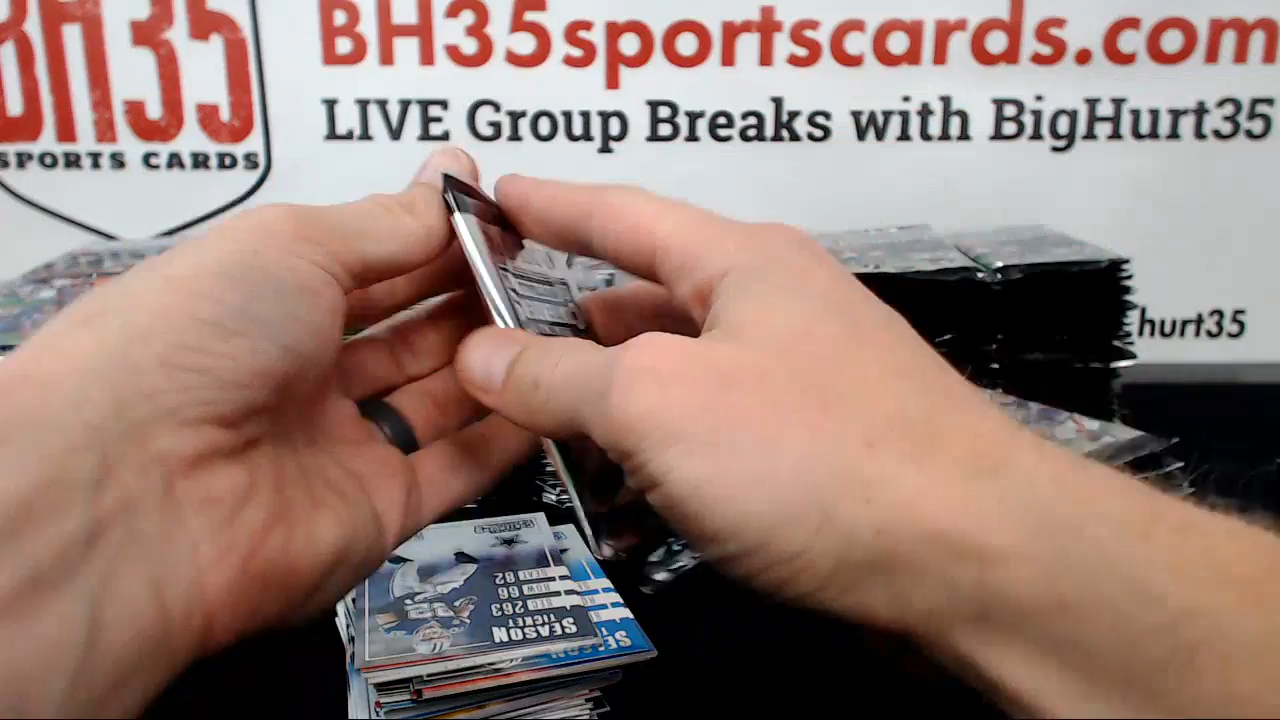 BH35
SPORTS CARDS
BH35sportscards.com
LIVE Group Breaks with BigHurt35
hurt35
SEASON
TICKET
SEC 263
ROW 66
SEAT 82